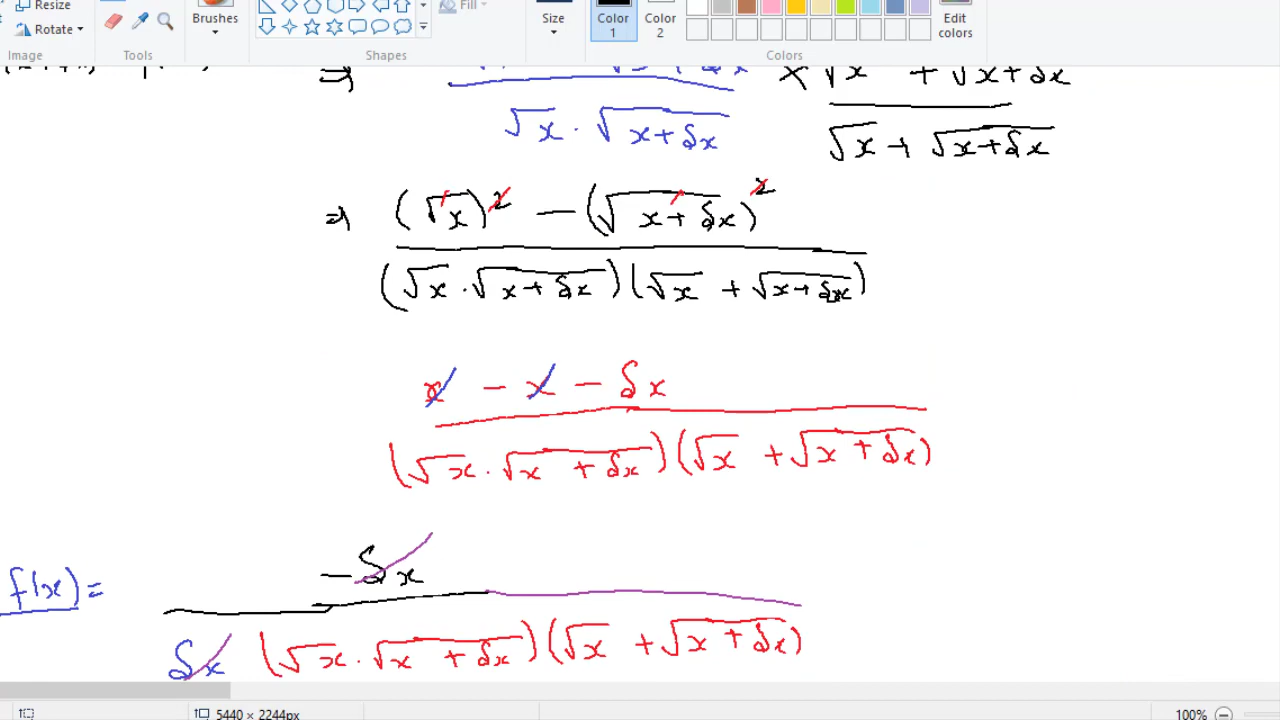 Resize
Rotate
Brushes
Fill
Size
Color 1
Color 2
Edit colors
Image
Tools
Shapes
Colors
⇒ × √x + √x+δx
√x · √x+δx √x + √x+δx
⇒ (√x)² − (√x+δx)²
(√x · √x+δx)(√x + √x+δx)
x − x − δx
(√x · √x+δx)(√x + √x+δx)
−δx
f(x) =
δx (√x · √x+δx)(√x + √x+δx)
5440 × 2244px
100%